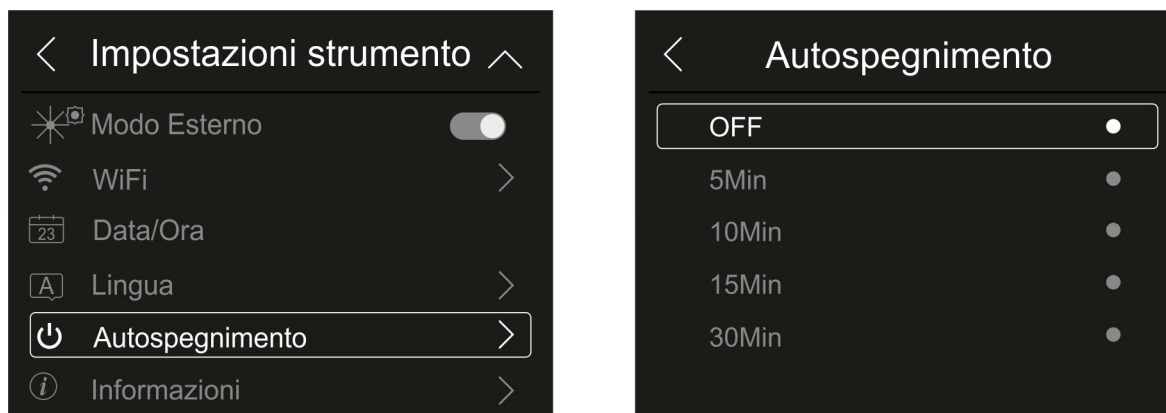 Impostazioni strumento
Modo Esterno
WiFi
23 Data/Ora
A Lingua
Autospegnimento
i Informazioni
Autospegnimento
OFF
5Min
10Min
15Min
30Min